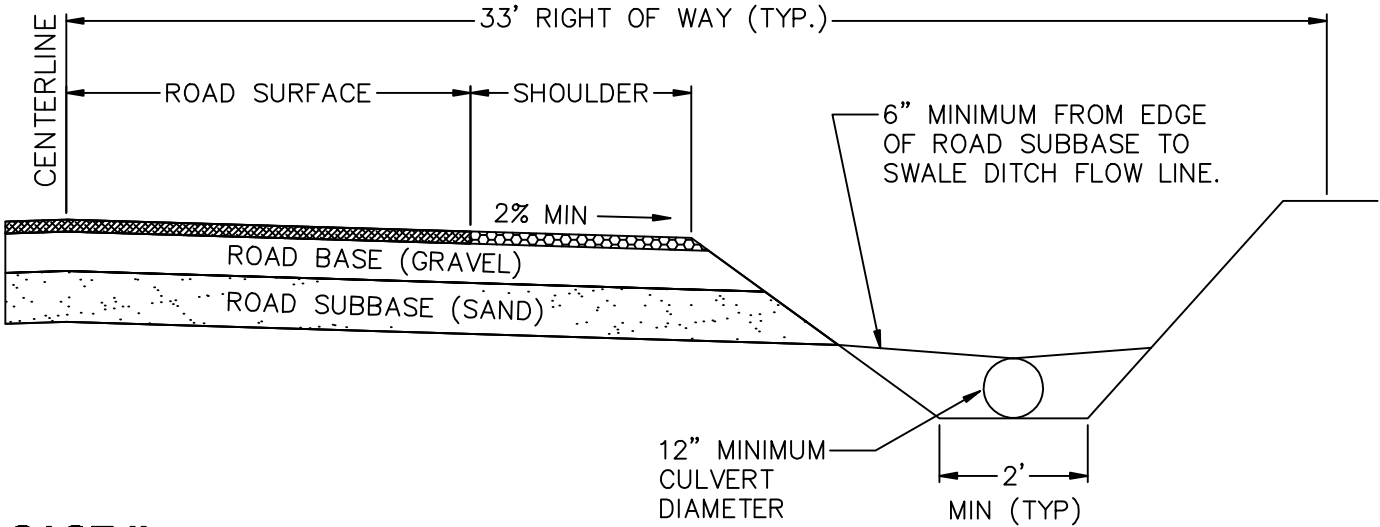 33' RIGHT OF WAY (TYP.)
CENTERLINE
ROAD SURFACE
SHOULDER
6" MINIMUM FROM EDGE
OF ROAD SUBBASE TO
SWALE DITCH FLOW LINE.
2% MIN
ROAD BASE (GRAVEL)
ROAD SUBBASE (SAND)
12" MINIMUM
CULVERT
DIAMETER
2'
MIN (TYP)